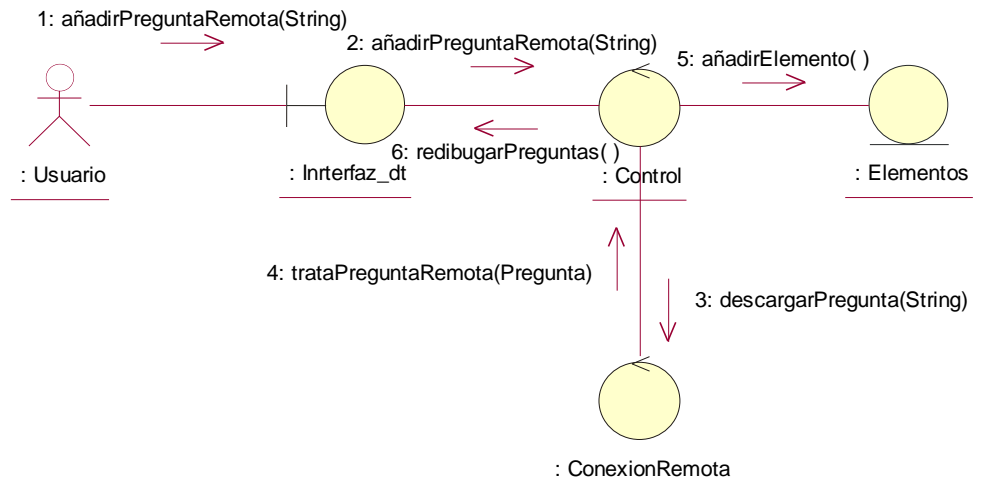 1: añadirPreguntaRemota(String)
2: añadirPreguntaRemota(String)
5: añadirElemento( )
6: redibugarPreguntas( )
: Usuario
: Inrterfaz_dt
: Control
: Elementos
4: trataPreguntaRemota(Pregunta)
3: descargarPregunta(String)
: ConexionRemota